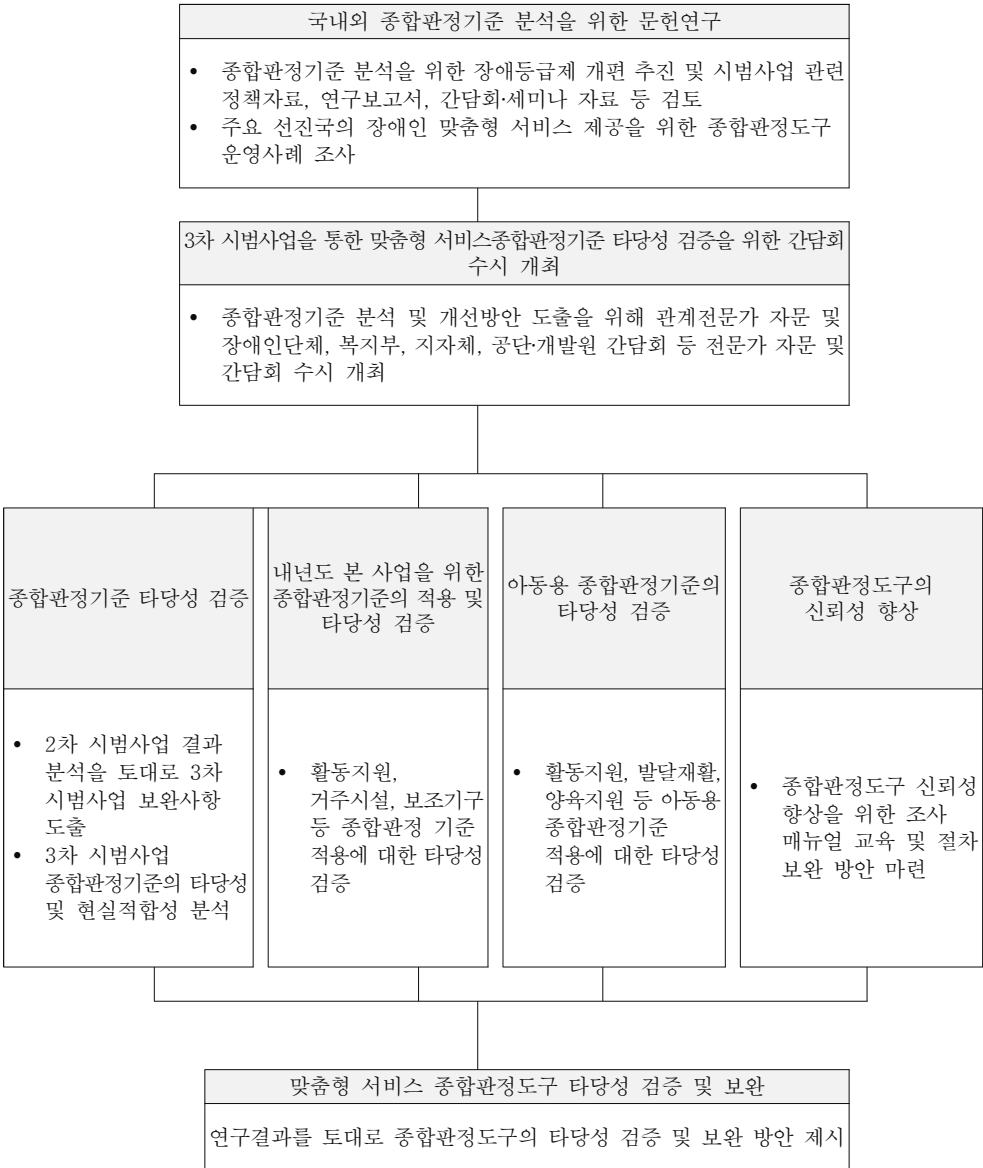 국내외 종합판정기준 분석을 위한 문헌연구
• 종합판정기준 분석을 위한 장애등급제 개편 추진 및 시범사업 관련
정책자료, 연구보고서, 간담회·세미나 자료 등 검토
• 주요 선진국의 장애인 맞춤형 서비스 제공을 위한 종합판정도구
운영사례 조사
3차 시범사업을 통한 맞춤형 서비스종합판정기준 타당성 검증을 위한 간담회
수시 개최
• 종합판정기준 분석 및 개선방안 도출을 위해 관계전문가 자문 및
장애인단체, 복지부, 지자체, 공단·개발원 간담회 등 전문가 자문 및
간담회 수시 개최
종합판정기준 타당성 검증
• 2차 시범사업 결과
분석을 토대로 3차
시범사업 보완사항
도출
• 3차 시범사업
종합판정기준의 타당성
및 현실적합성 분석
내년도 본 사업을 위한
종합판정기준의 적용 및
타당성 검증
• 활동지원,
거주시설, 보조기구
등 종합판정 기준
적용에 대한 타당성
검증
아동용 종합판정기준의
타당성 검증
• 활동지원, 발달재활,
양육지원 등 아동용
종합판정기준
적용에 대한 타당성
검증
종합판정도구의
신뢰성 향상
• 종합판정도구 신뢰성
향상을 위한 조사
매뉴얼 교육 및 절차
보완 방안 마련
맞춤형 서비스 종합판정도구 타당성 검증 및 보완
연구결과를 토대로 종합판정도구의 타당성 검증 및 보완 방안 제시